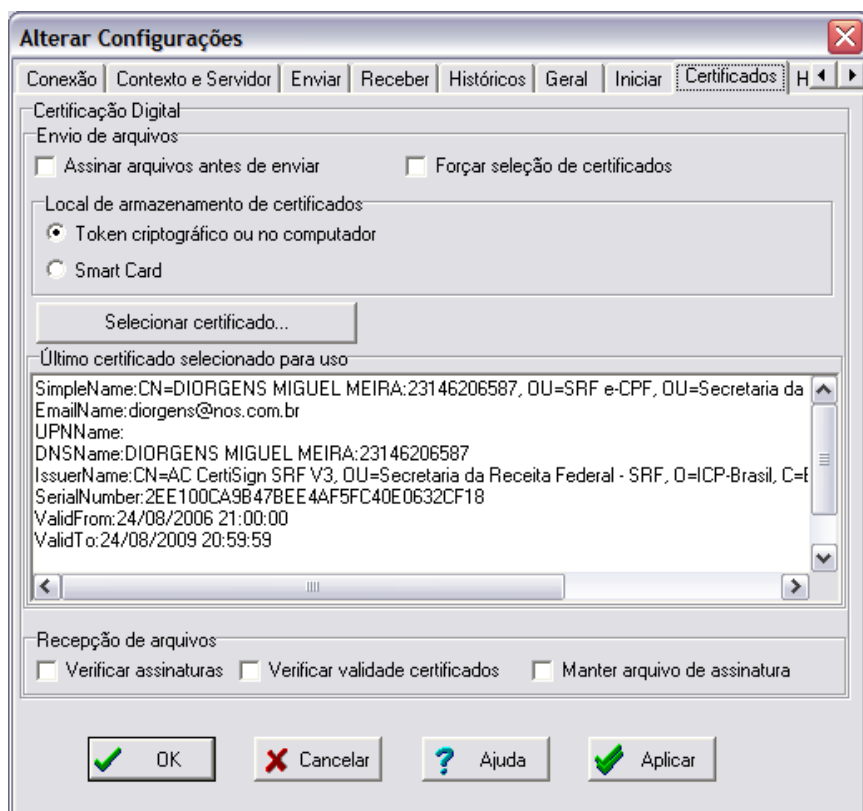 Alterar Configurações
Conexão Contexto e Servidor Enviar Receber Históricos Geral Iniciar Certificados H
Certificação Digital
Envio de arquivos
Assinar arquivos antes de enviar Forçar seleção de certificados
Local de armazenamento de certificados
Token criptográfico ou no computador
Smart Card
Selecionar certificado...
Último certificado selecionado para uso
SimpleName:CN=DIORGENS MIGUEL MEIRA:23146206587, OU=SRF e-CPF, OU=Secretaria da
EmailName:diorgens@nos.com.br
UPNName:
DNSName:DIORGENS MIGUEL MEIRA:23146206587
IssuerName:CN=AC CertiSign SRF V3, OU=Secretaria da Receita Federal - SRF, O=ICP-Brasil, C=
SerialNumber:2EE100CA9B47BEE4AF5FC40E0632CF18
ValidFrom:24/08/2006 21:00:00
ValidTo:24/08/2009 20:59:59
Recepção de arquivos
Verificar assinaturas Verificar validade certificados Manter arquivo de assinatura
OK Cancelar Ajuda Aplicar